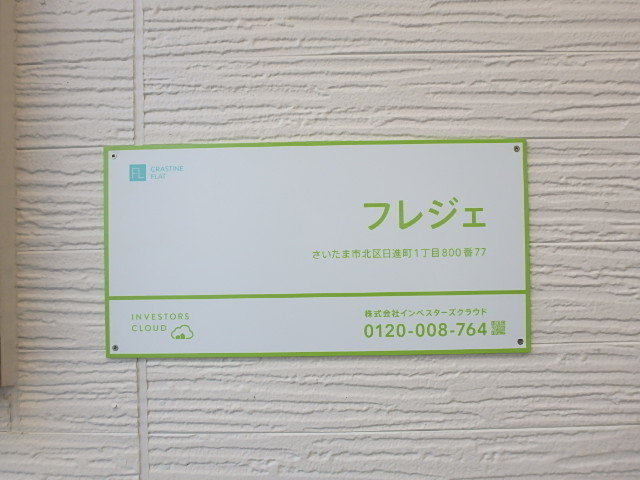 CRASTINE
FLAT
フレジェ
さいたま市北区日進町1丁目800番77
INVESTORS
CLOUD
株式会社インベスターズクラウド
0120-008-764